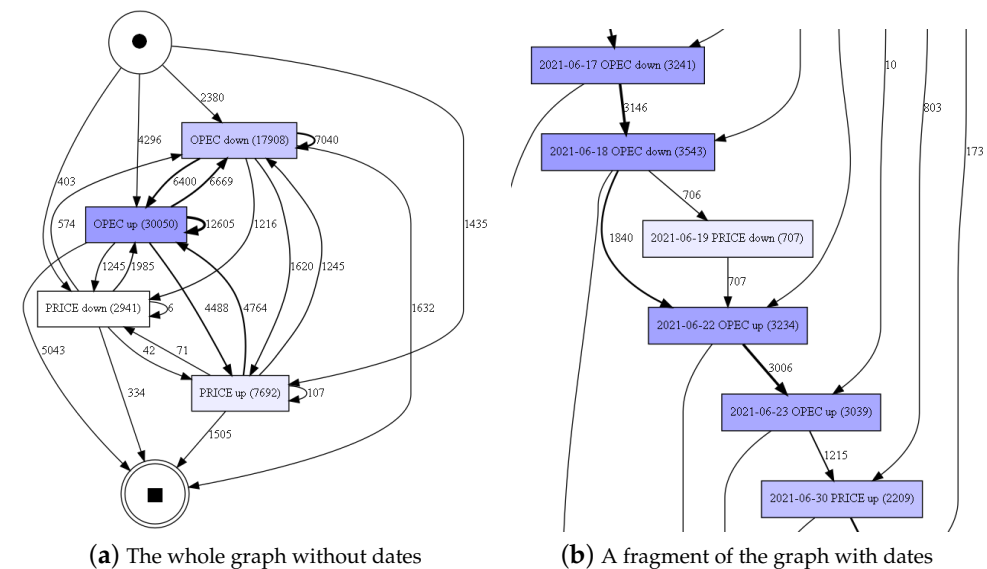 2380
OPEC down (17908)
7040
4296
403
6400
6669
574
OPEC up (30050)
12605
1216
1435
1245
1985
1620
1245
PRICE down (2941)
6
4488
4764
1632
5043
42
71
334
PRICE up (7692)
107
1505
(a) The whole graph without dates
2021-06-17 OPEC down (3241)
10
3146
803
2021-06-18 OPEC down (3543)
173
706
1840
2021-06-19 PRICE down (707)
707
2021-06-22 OPEC up (3234)
3006
2021-06-23 OPEC up (3039)
1215
2021-06-30 PRICE up (2209)
(b) A fragment of the graph with dates